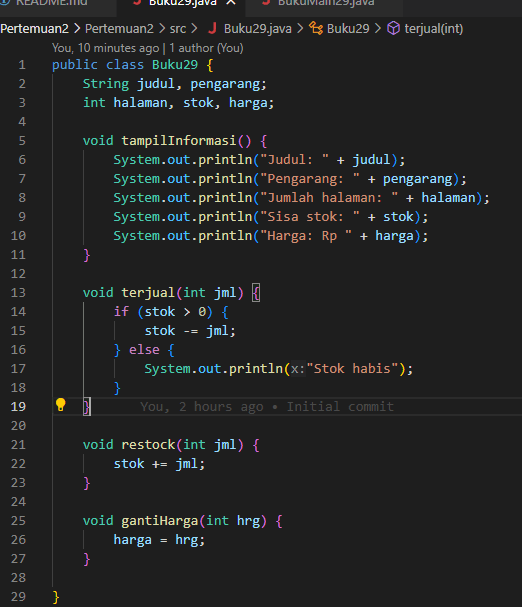 README.md Buku29.java BukuMain29.java
Pertemuan2 > Pertemuan2 > src > J Buku29.java > Buku29 > terjual(int)
You, 10 minutes ago | 1 author (You)
1 public class Buku29 {
2 String judul, pengarang;
3 int halaman, stok, harga;
4
5 void tampilInformasi() {
6 System.out.println("Judul: " + judul);
7 System.out.println("Pengarang: " + pengarang);
8 System.out.println("Jumlah halaman: " + halaman);
9 System.out.println("Sisa stok: " + stok);
10 System.out.println("Harga: Rp " + harga);
11 }
12
13 void terjual(int jml) {
14 if (stok > 0) {
15 stok -= jml;
16 } else {
17 System.out.println(x:"Stok habis");
18 }
19 } You, 2 hours ago • Initial commit
20
21 void restock(int jml) {
22 stok += jml;
23 }
24
25 void gantiHarga(int hrg) {
26 harga = hrg;
27 }
28
29 }